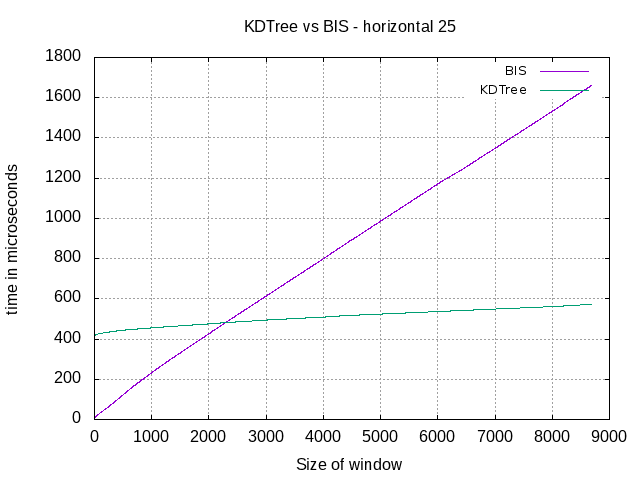 KDTree vs BIS - horizontal 25
1800
1600
1400
1200
1000
800
600
400
200
0
time in microseconds
BIS
KDTree
0 1000 2000 3000 4000 5000 6000 7000 8000 9000
Size of window